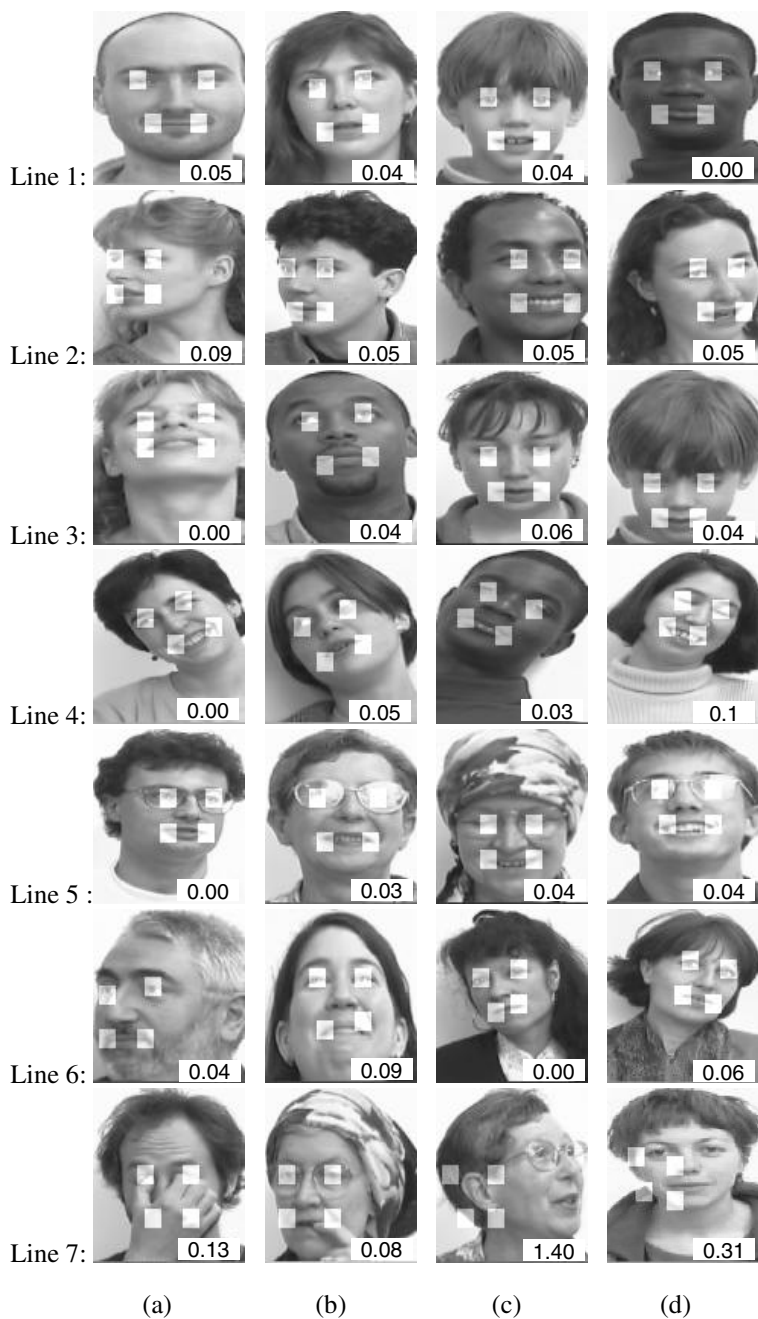 Line 1: 0.05 0.04 0.04 0.00
Line 2: 0.09 0.05 0.05 0.05
Line 3: 0.00 0.04 0.06 0.04
Line 4: 0.00 0.05 0.03 0.1
Line 5 : 0.00 0.03 0.04 0.04
Line 6: 0.04 0.09 0.00 0.06
Line 7: 0.13 0.08 1.40 0.31
(a) (b) (c) (d)